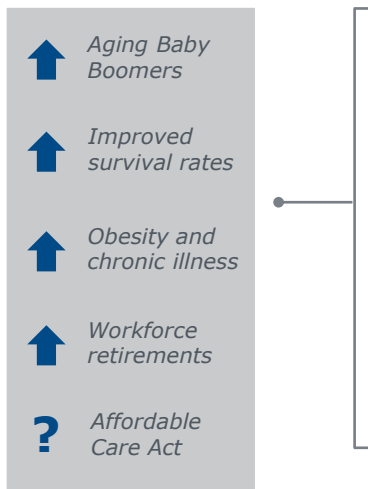 Aging Baby
Boomers
Improved
survival rates
Obesity and
chronic illness
Workforce
retirements
?
Affordable
Care Act